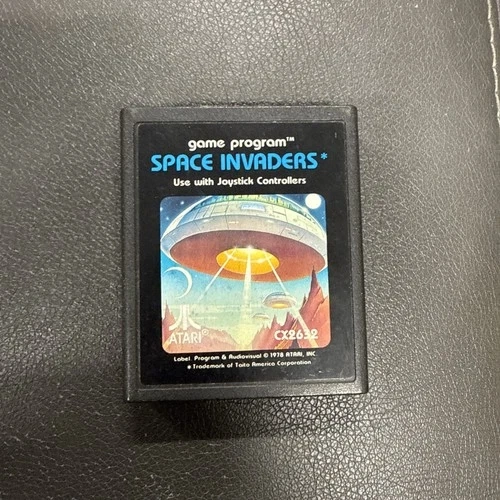 game program™
SPACE INVADERS*
Use with Joystick Controllers
ATARI®
CX2632
Label, Program & Audiovisual © 1978 ATARI, INC.
* Trademark of Taito America Corporation